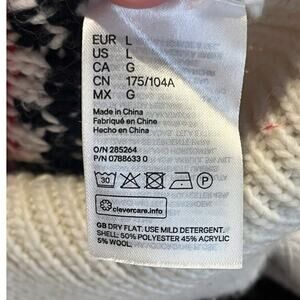 EUR L
US L
CA G
CN 175/104A
MX G
Made in China
Fabriqué en Chine
Hecho en China
O/N 285264
P/N 0788633 0
30
P
clevercare.info
GB DRY FLAT. USE MILD DETERGENT.
SHELL: 50% POLYESTER 45% ACRYLIC
5% WOOL